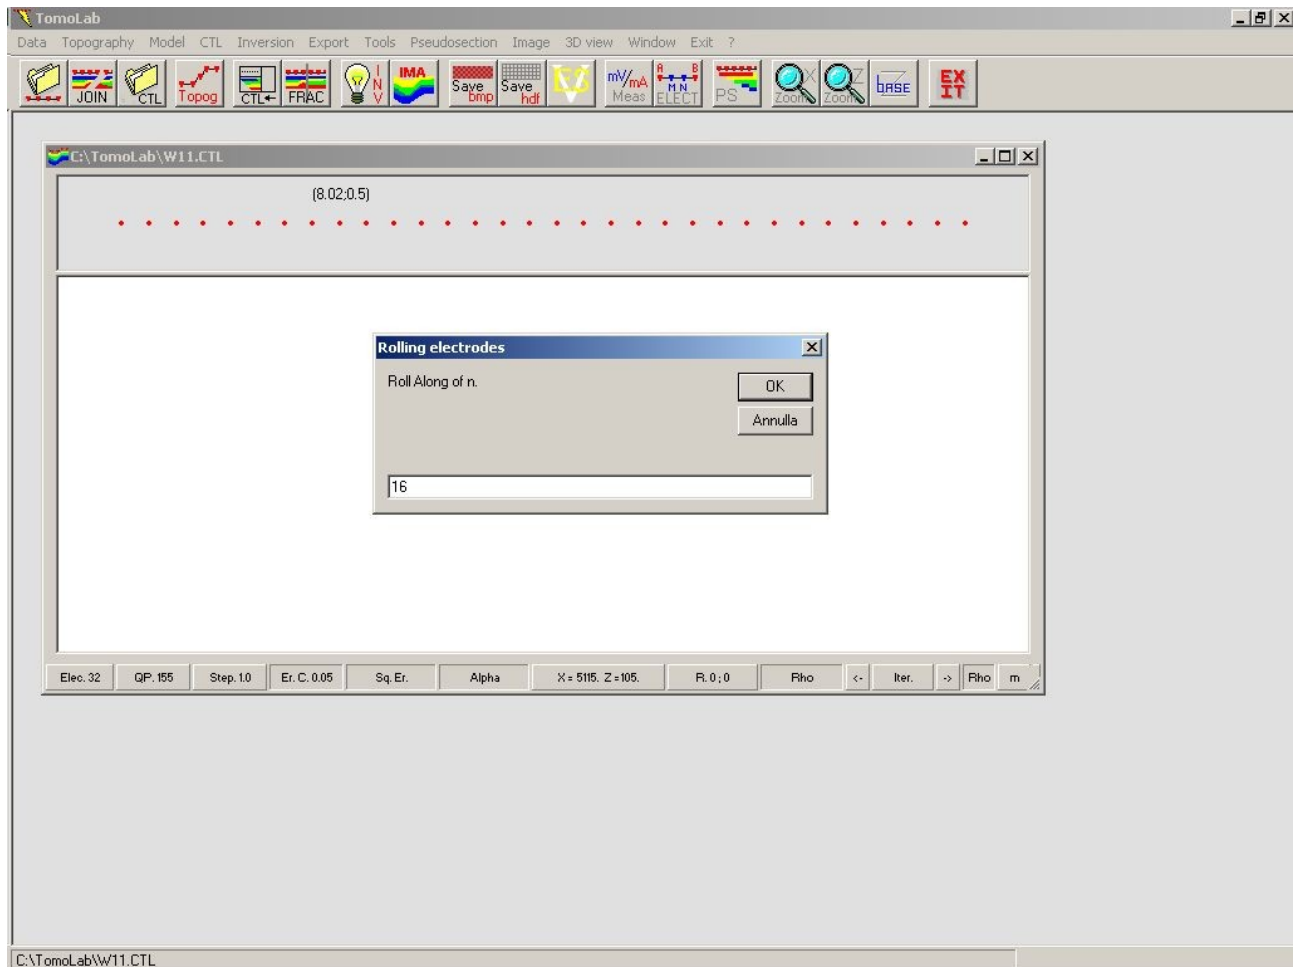 TomoLab
Data Topography Model CTL Inversion Export Tools Pseudosection Image 3D view Window Exit ?
JOIN CTL Topog CTL FRAC INV IMA Save bmp Save hdf mV/mA Meas A B M N ELECT PS Zoom X Zoom Z bASE EXIT
C:\TomoLab\W11.CTL
(8.02;0.5)
Rolling electrodes
Roll Along of n.
OK
Annulla
16
Elec. 32 QP. 155 Step. 1.0 Er. C. 0.05 Sq. Er. Alpha X = 5115. Z = 105. R. 0 ; 0 Rho <- Iter. -> Rho m
C:\TomoLab\W11.CTL